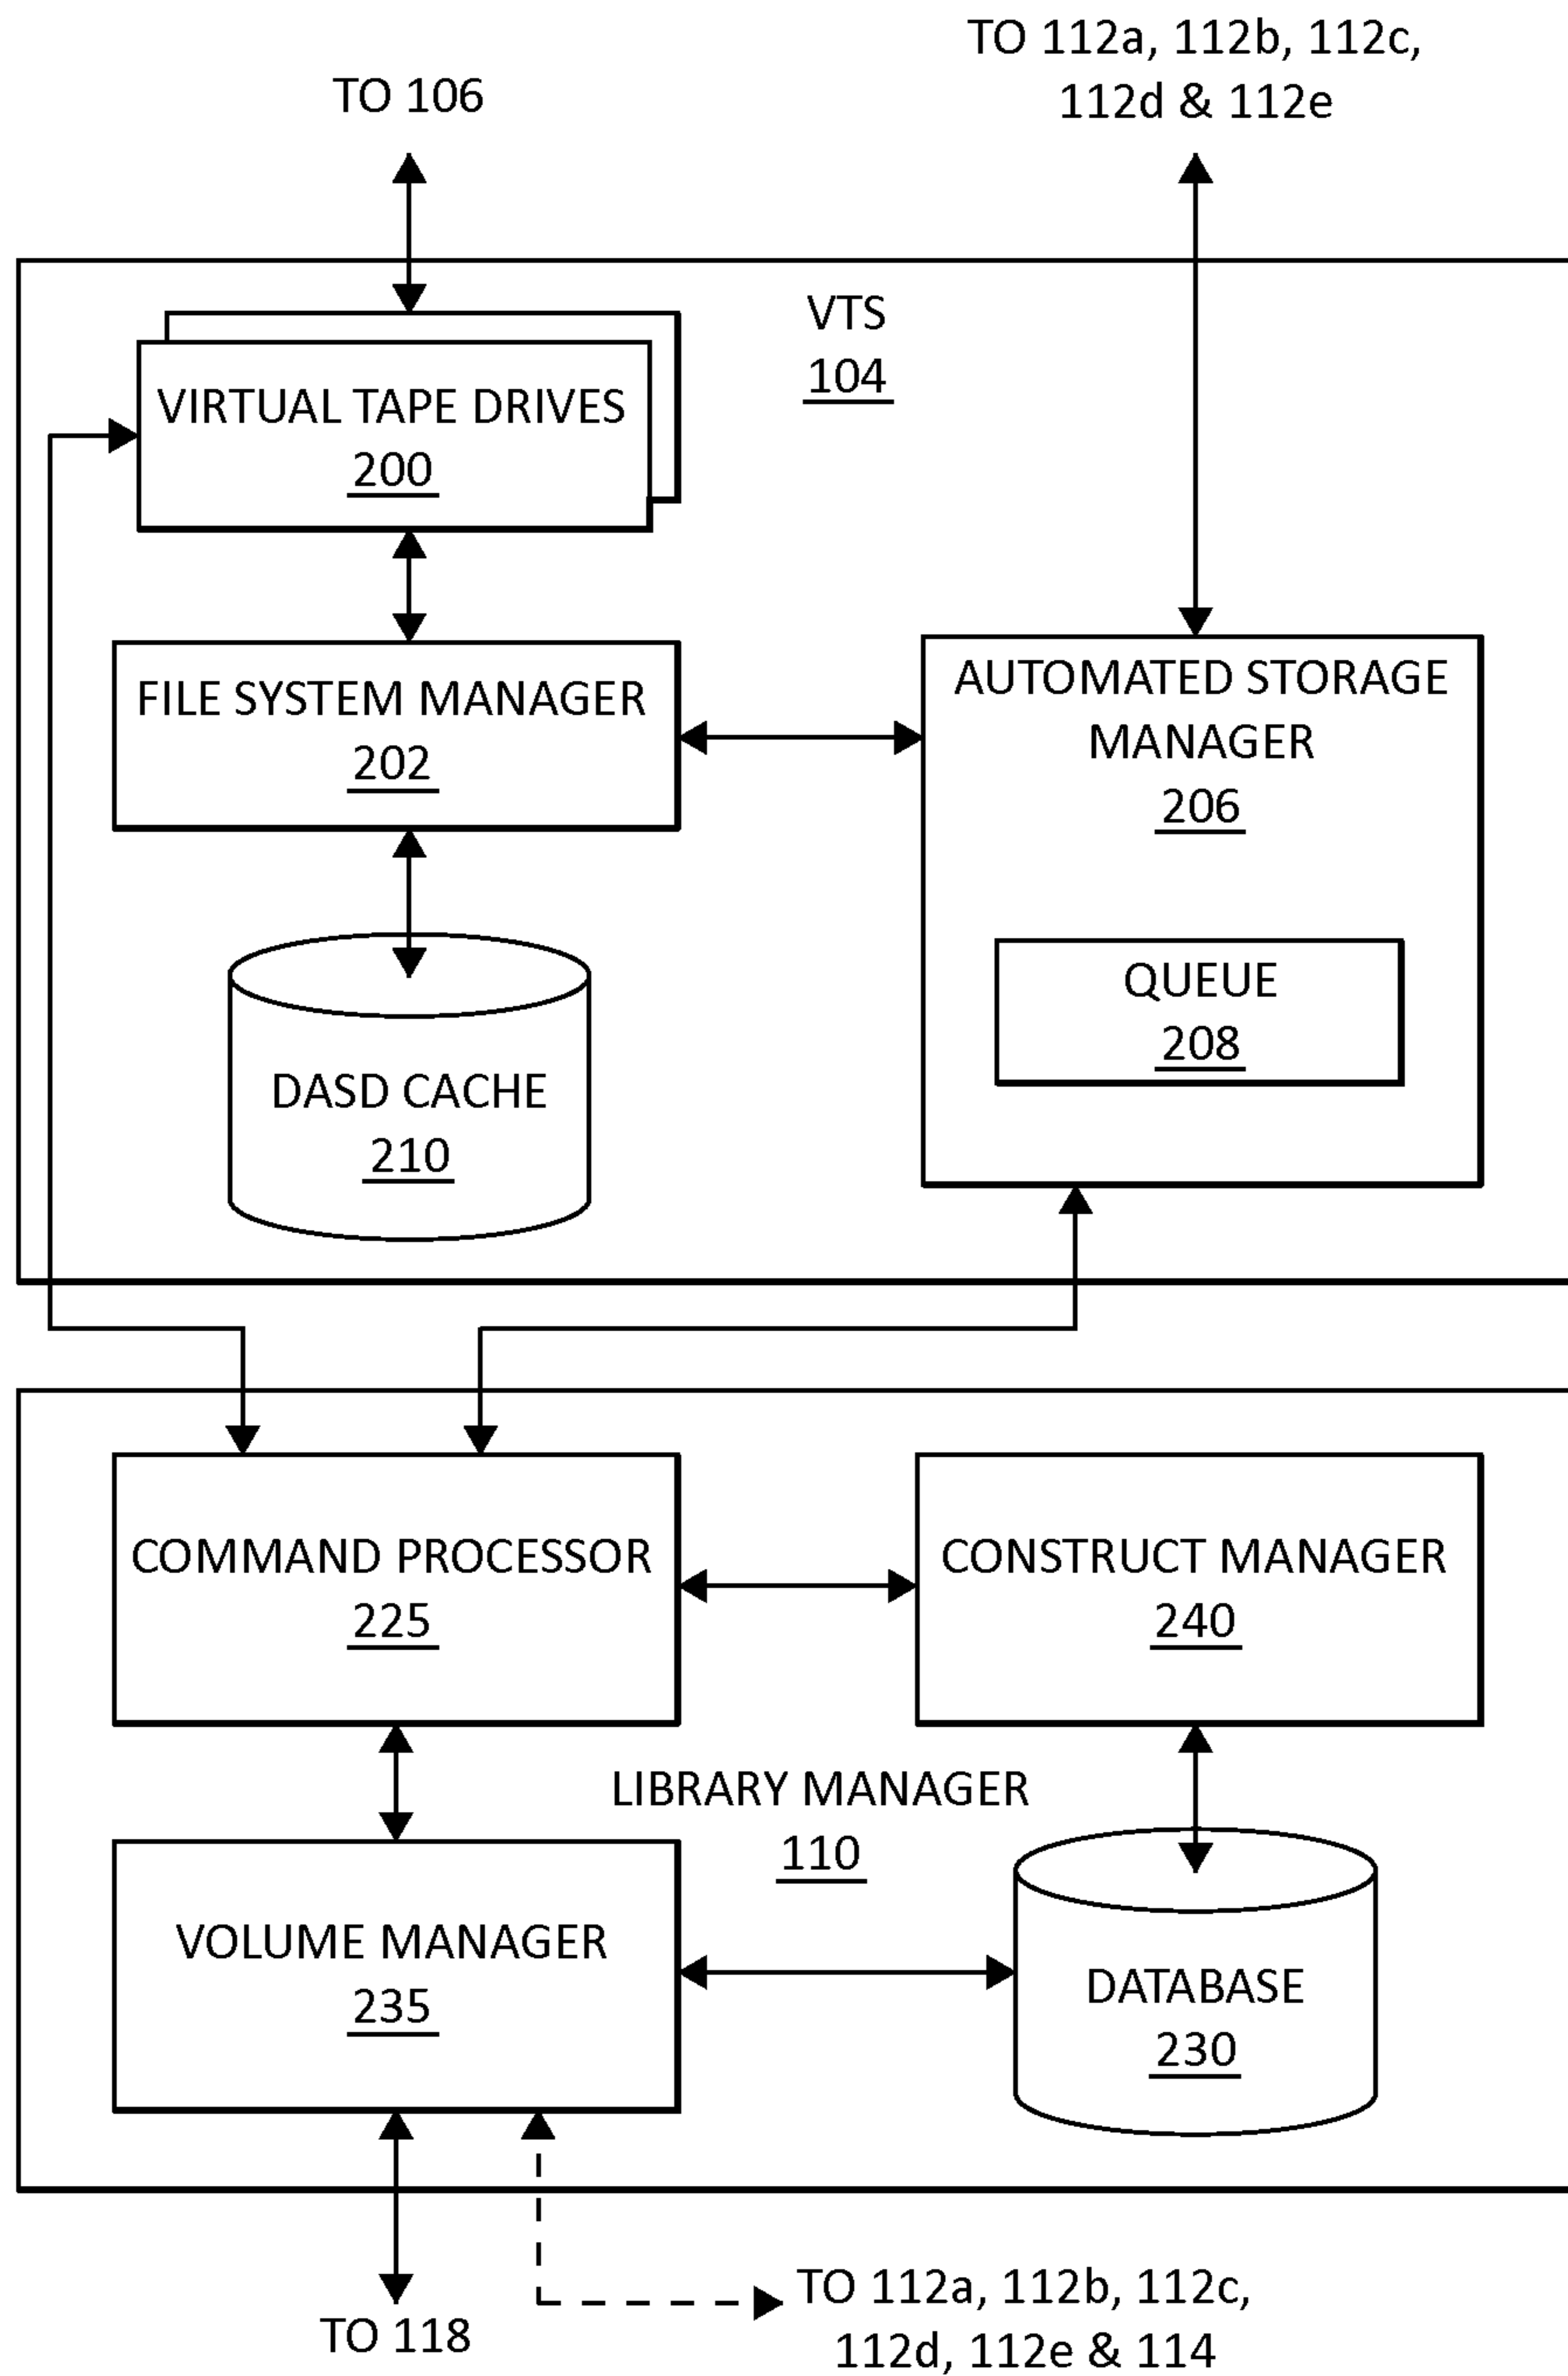 TO 106
TO 112a, 112b, 112c,
112d & 112e
VTS
104
VIRTUAL TAPE DRIVES
200
FILE SYSTEM MANAGER
202
AUTOMATED STORAGE
MANAGER
206
QUEUE
208
DASD CACHE
210
COMMAND PROCESSOR
225
CONSTRUCT MANAGER
240
LIBRARY MANAGER
110
VOLUME MANAGER
235
DATABASE
230
TO 118
TO 112a, 112b, 112c,
112d, 112e & 114